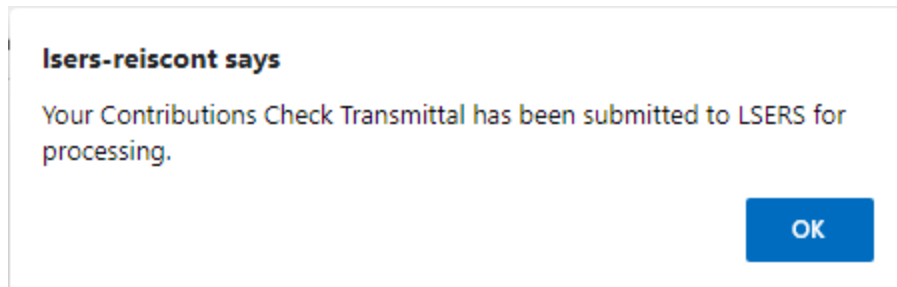 lsers-reiscont says
Your Contributions Check Transmittal has been submitted to LSERS for
processing.
OK